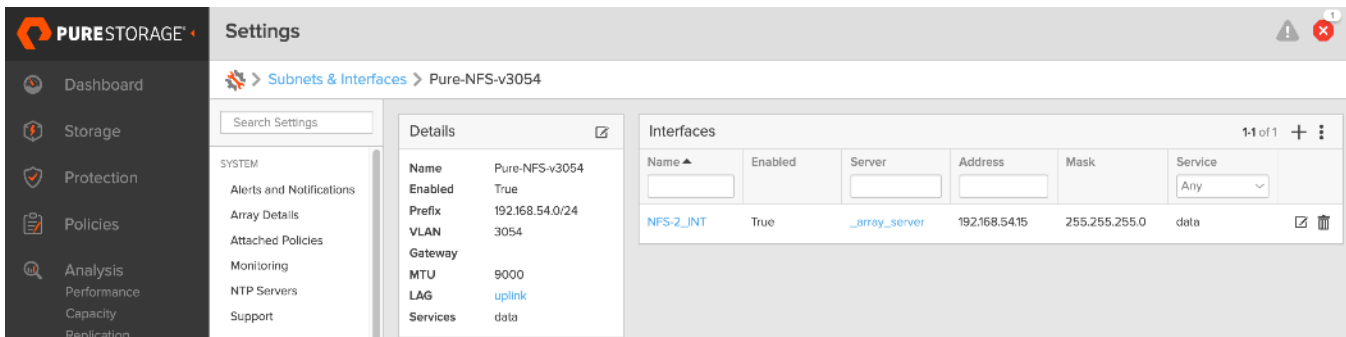 PURESTORAGE®
Settings
1
Dashboard
Storage
Protection
Policies
Analysis
Performance
Capacity
Replication
> Subnets & Interfaces > Pure-NFS-v3054
Search Settings
SYSTEM
Alerts and Notifications
Array Details
Attached Policies
Monitoring
NTP Servers
Support
Details
Name Pure-NFS-v3054
Enabled True
Prefix 192.168.54.0/24
VLAN 3054
Gateway
MTU 9000
LAG uplink
Services data
Interfaces 1-1 of 1
Name Enabled Server Address Mask Service
Any
NFS-2_INT True _array_server 192.168.54.15 255.255.255.0 data